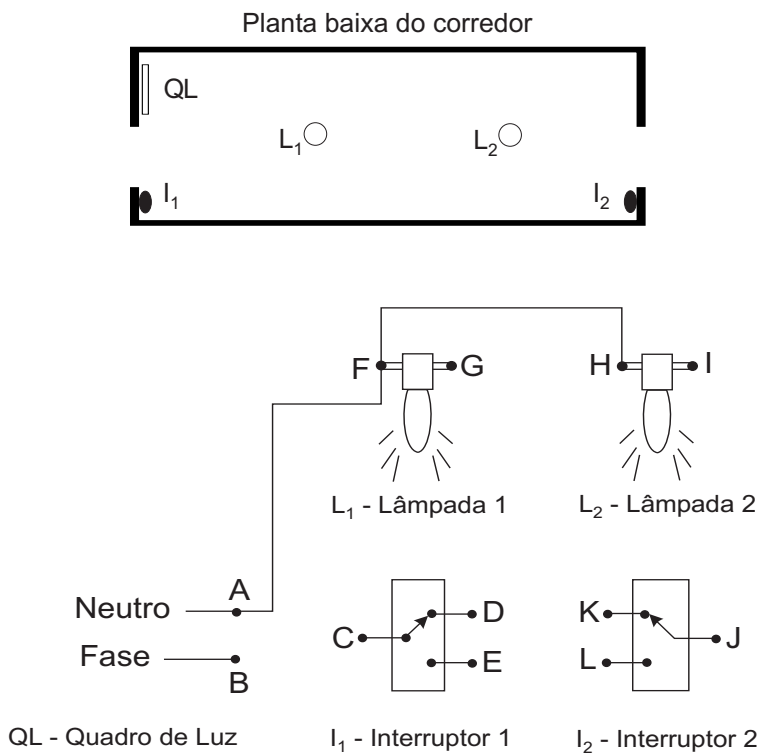 Planta baixa do corredor
QL
L₁ L₂
I₁ I₂
F G H I
L₁ - Lâmpada 1 L₂ - Lâmpada 2
Neutro A
Fase B
C D E
K L J
QL - Quadro de Luz I₁ - Interruptor 1 I₂ - Interruptor 2